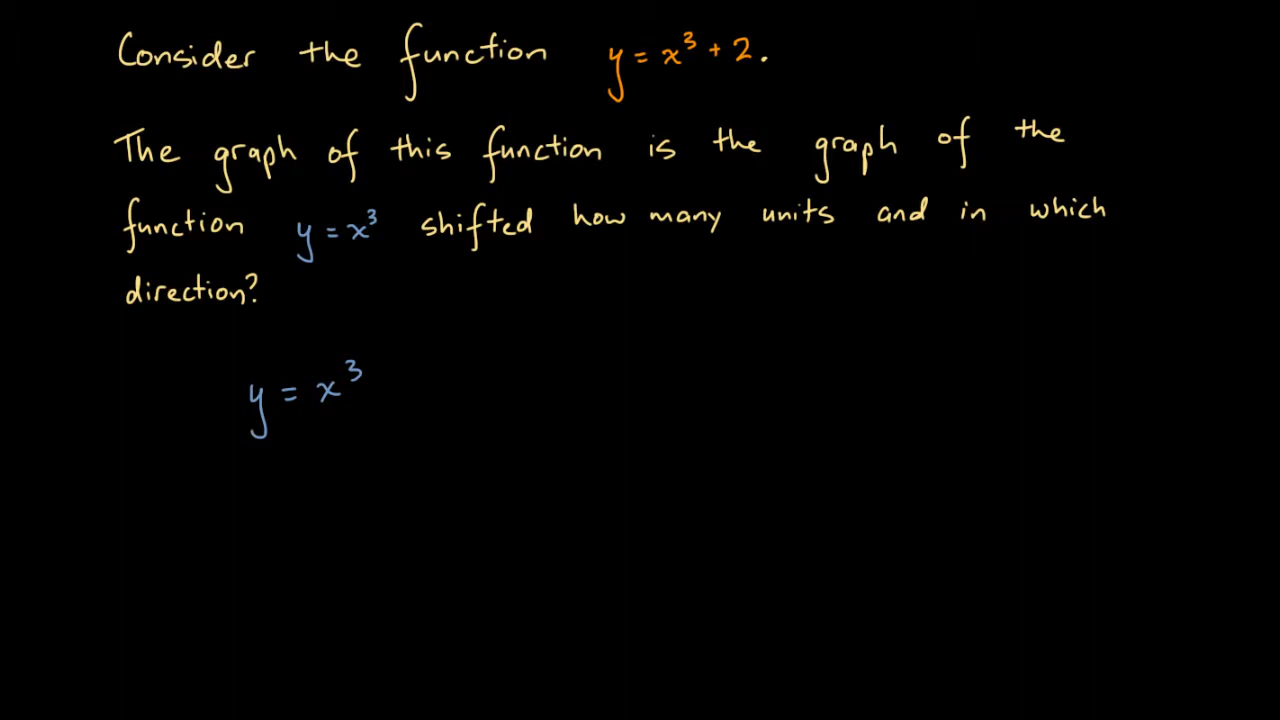 Consider the function y = x³ + 2.
The graph of this function is the graph of the
function y = x³ shifted how many units and in which
direction?
y = x³